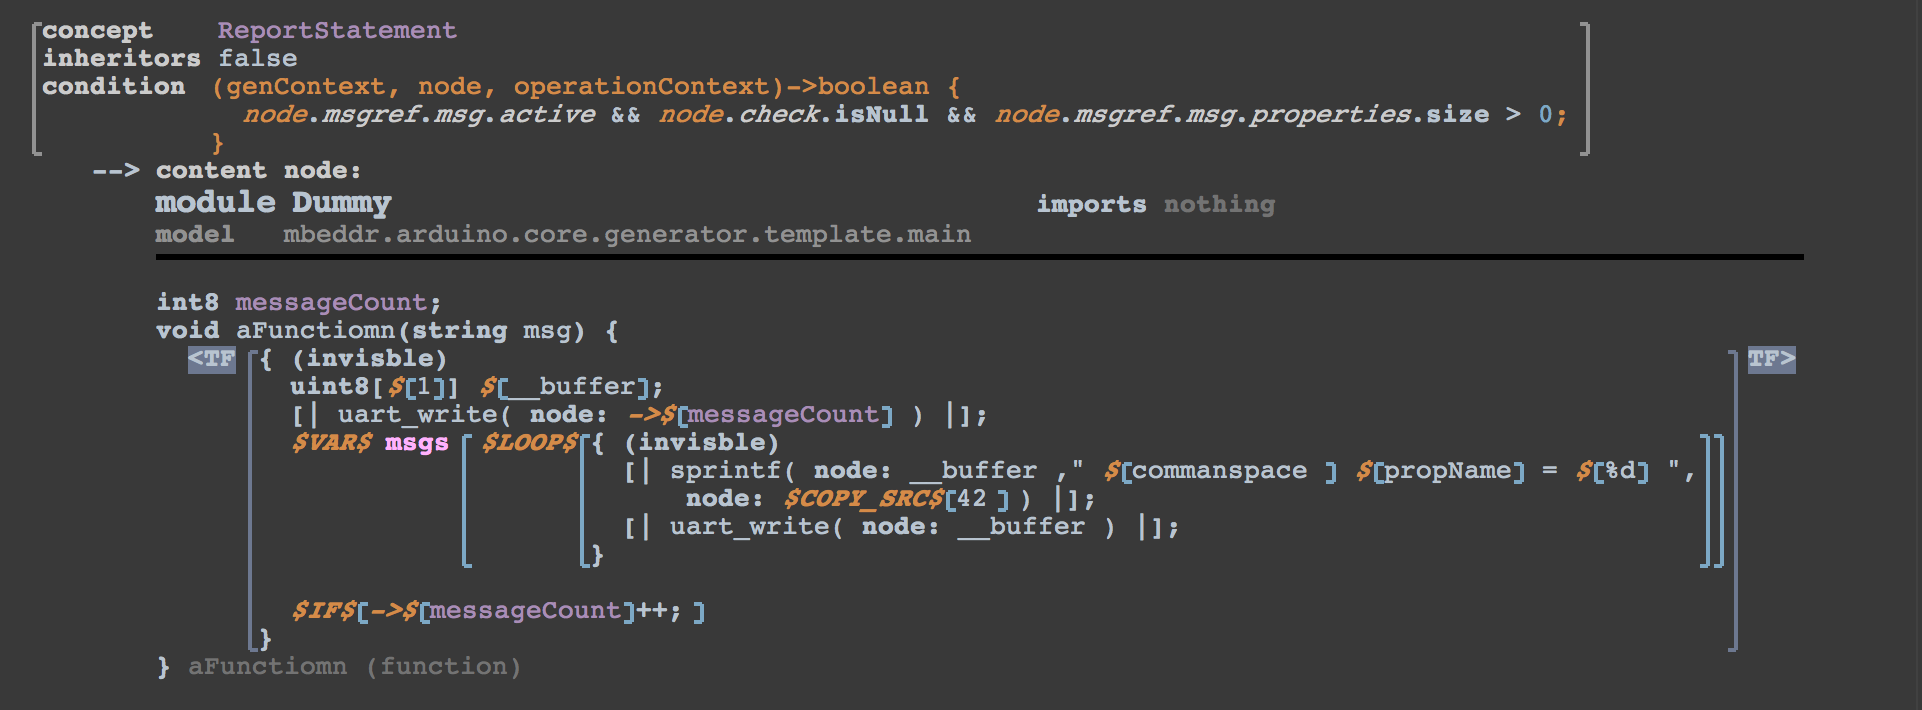 concept ReportStatement
inheritors false
condition (genContext, node, operationContext)->boolean {
node.msgref.msg.active && node.check.isNull && node.msgref.msg.properties.size > 0;
}
--> content node:
module Dummy imports nothing
model mbeddr.arduino.core.generator.template.main
int8 messageCount;
void aFunctiomn(string msg) {
<TF [{ (invisble) TF>
uint8[$[1]] $[__buffer];
[| uart_write( node: ->$[messageCount] ) |];
$VAR$ msgs [ $LOOP$[{ (invisble) ]]
[| sprintf( node: __buffer ," $[commanspace ] $[propName] = $[%d] ",
node: $COPY_SRC$[42 ] ) |];
[| uart_write( node: __buffer ) |];
}
$IF$[->$[messageCount]++; ]
}
} aFunctiomn (function)